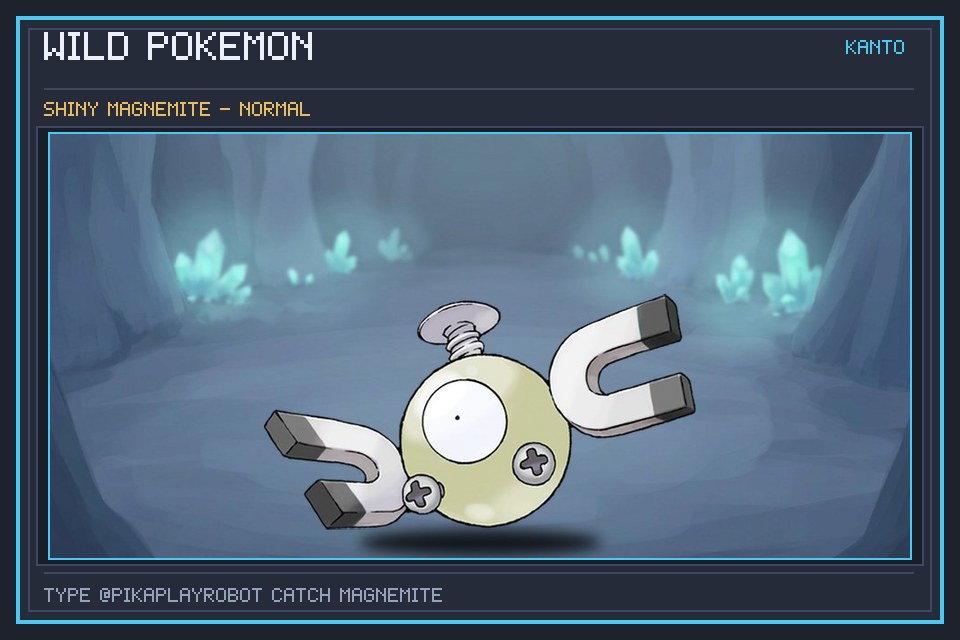 WILD POKEMON
KANTO
SHINY MAGNEMITE - NORMAL
TYPE @PIKAPLAYROBOT CATCH MAGNEMITE